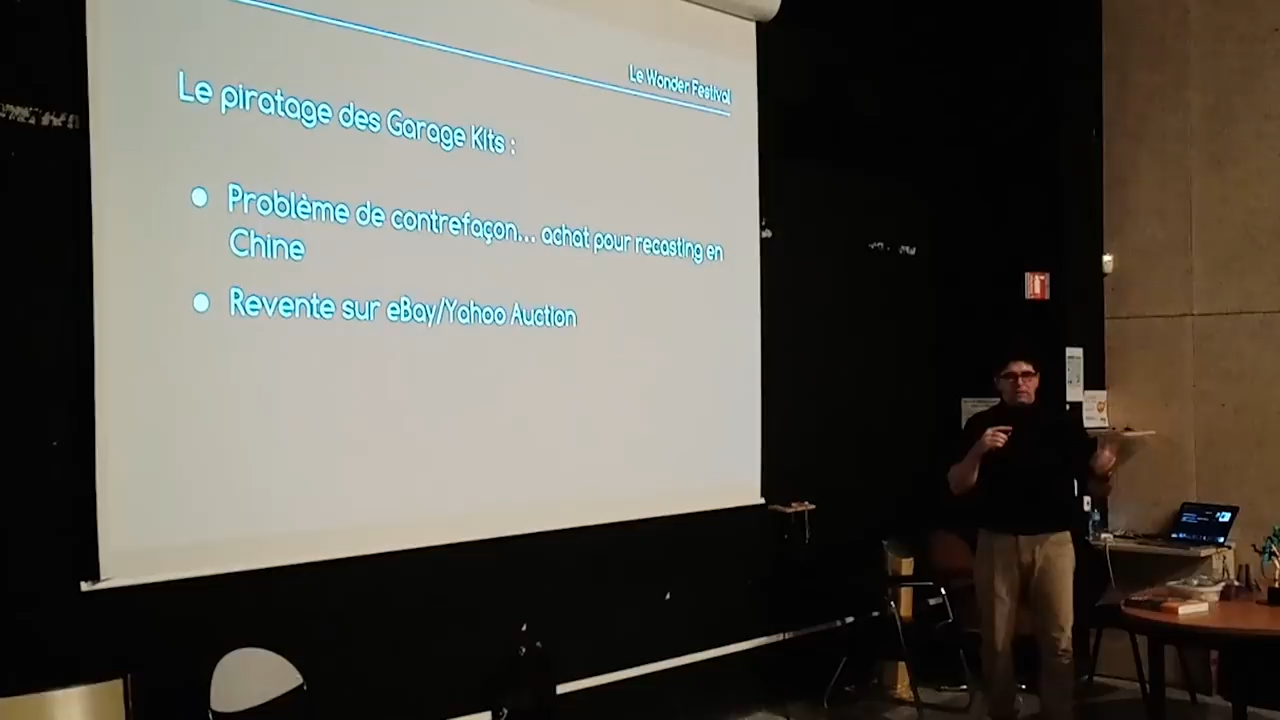 Le Wonder Festival
Le piratage des Garage Kits :
● Problème de contrefaçon... achat pour recasting en
Chine
● Revente sur eBay/Yahoo Auction